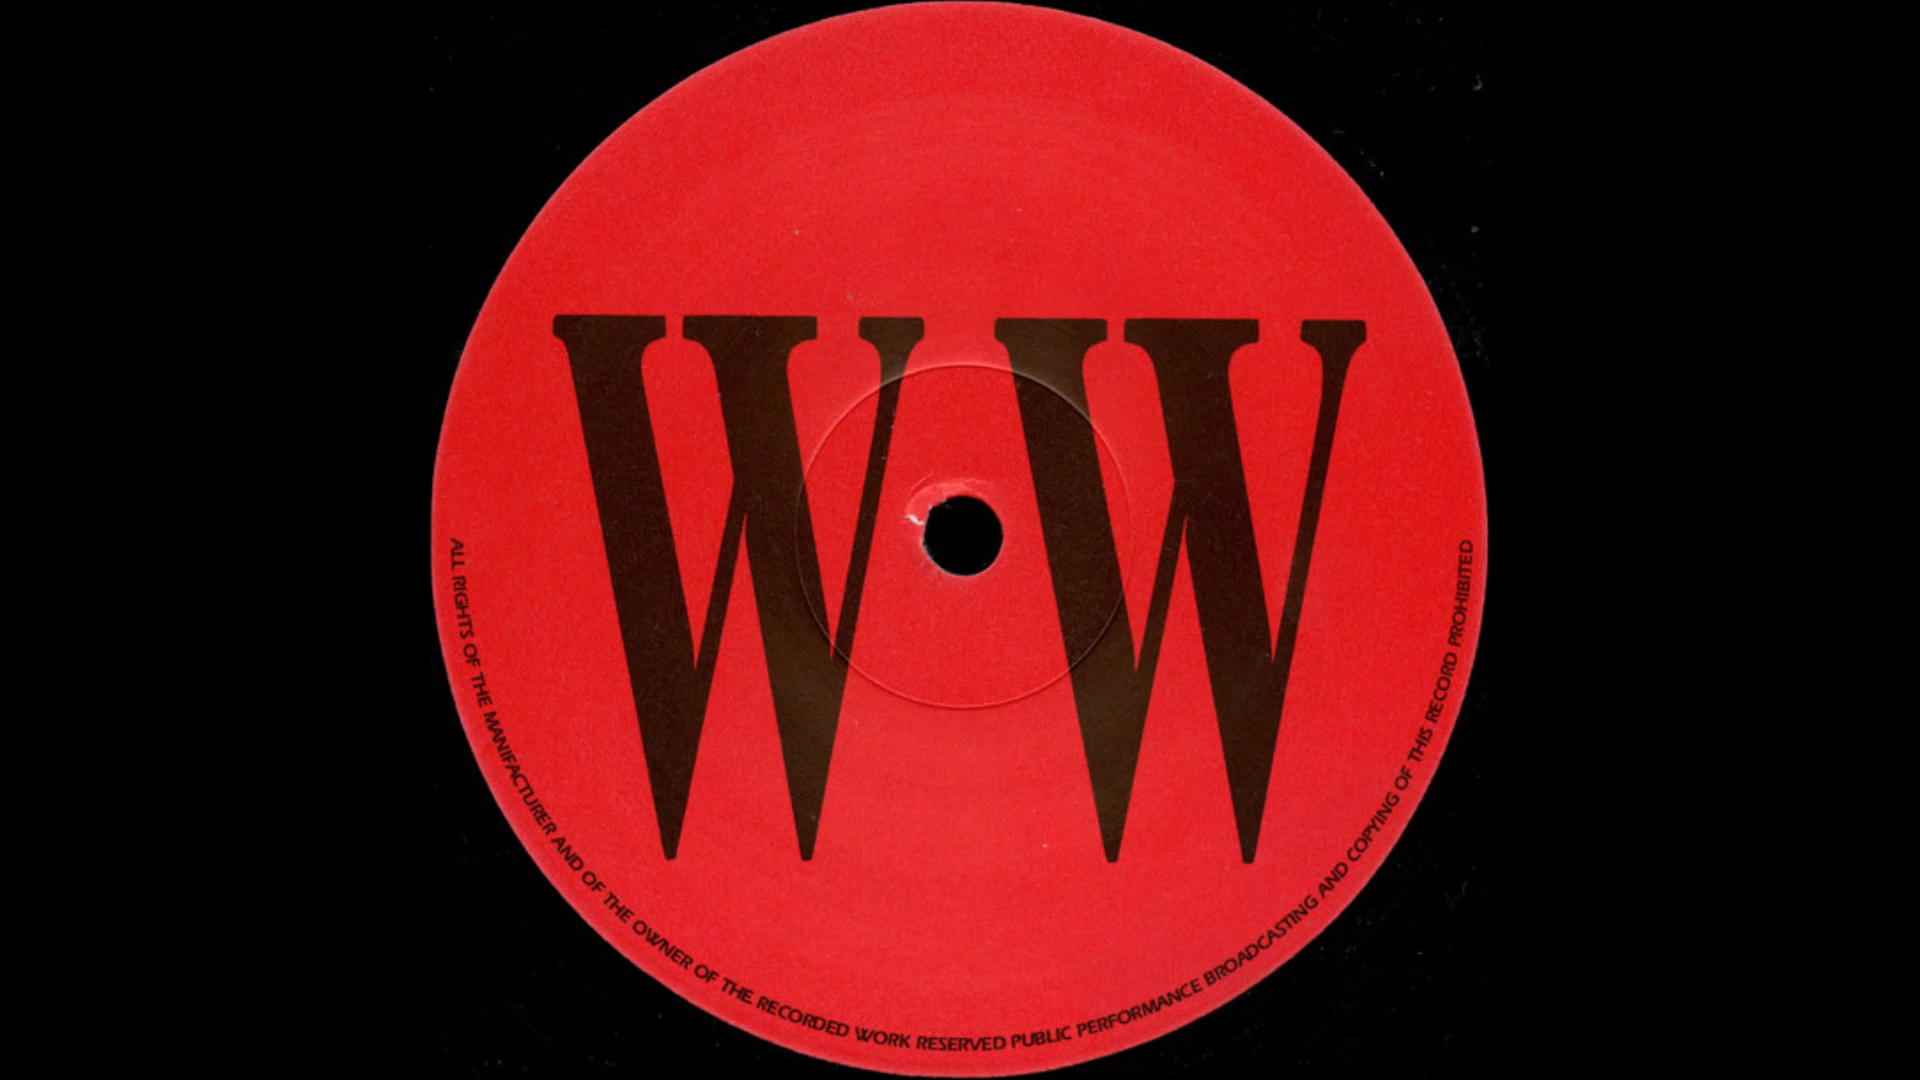 WW
ALL RIGHTS OF THE MANIFACTURER AND OF THE OWNER OF THE RECORDED WORK RESERVED PUBLIC PERFORMANCE BROADCASTING AND COPYING OF THIS RECORD PROHIBITED